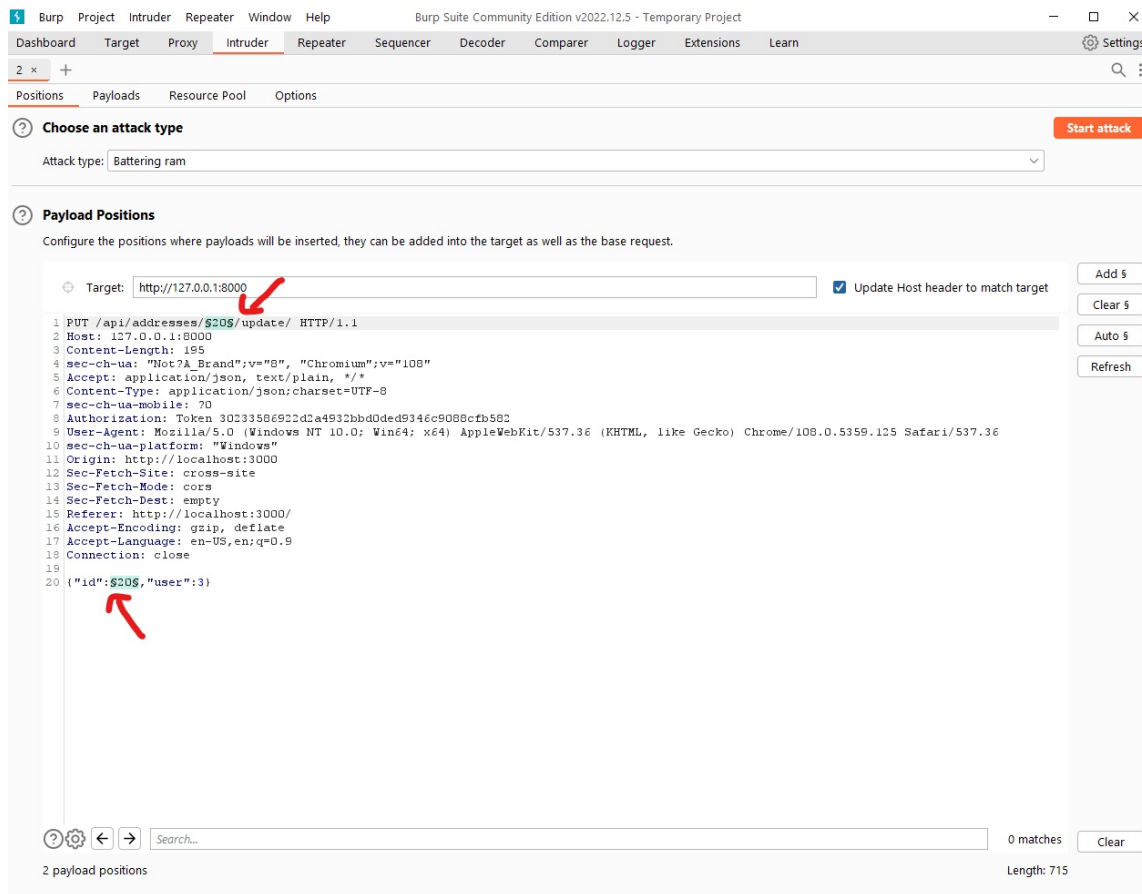 Burp Project Intruder Repeater Window Help Burp Suite Community Edition v2022.12.5 - Temporary Project
Dashboard Target Proxy Intruder Repeater Sequencer Decoder Comparer Logger Extensions Learn Settings
2 × +
Positions Payloads Resource Pool Options
? Choose an attack type Start attack
Attack type: Battering ram
? Payload Positions
Configure the positions where payloads will be inserted, they can be added into the target as well as the base request.
Target: http://127.0.0.1:8000 Update Host header to match target
Add §
Clear §
Auto §
Refresh
1 PUT /api/addresses/§20§/update/ HTTP/1.1
2 Host: 127.0.0.1:8000
3 Content-Length: 195
4 sec-ch-ua: "Not?A_Brand";v="8", "Chromium";v="108"
5 Accept: application/json, text/plain, */*
6 Content-Type: application/json;charset=UTF-8
7 sec-ch-ua-mobile: ?0
8 Authorization: Token 30233586922d2a4932bbd0ded9346c9088cfb582
9 User-Agent: Mozilla/5.0 (Windows NT 10.0; Win64; x64) AppleWebKit/537.36 (KHTML, like Gecko) Chrome/108.0.5359.125 Safari/537.36
10 sec-ch-ua-platform: "Windows"
11 Origin: http://localhost:3000
12 Sec-Fetch-Site: cross-site
13 Sec-Fetch-Mode: cors
14 Sec-Fetch-Dest: empty
15 Referer: http://localhost:3000/
16 Accept-Encoding: gzip, deflate
17 Accept-Language: en-US,en;q=0.9
18 Connection: close
19
20 {"id":§20§,"user":3}
? Search... 0 matches Clear
2 payload positions Length: 715